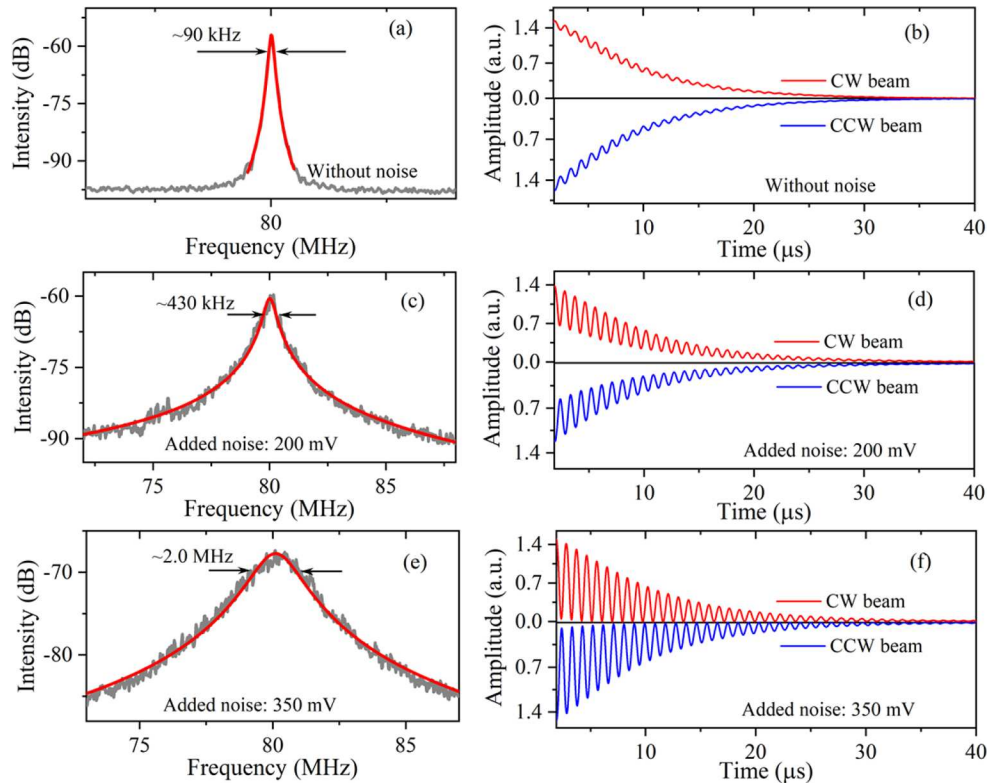 (a)
~90 kHz
-60
-75
-90
Intensity (dB)
Without noise
80
Frequency (MHz)
(b)
1.4
0.7
0.0
0.7
1.4
Amplitude (a.u.)
CW beam
CCW beam
Without noise
10 20 30 40
Time (μs)
(c)
~430 kHz
-60
-75
-90
Intensity (dB)
Added noise: 200 mV
75 80 85
Frequency (MHz)
(d)
1.4
0.7
0.0
0.7
1.4
Amplitude (a.u.)
CW beam
CCW beam
Added noise: 200 mV
10 20 30 40
Time (μs)
(e)
~2.0 MHz
-70
-80
Intensity (dB)
Added noise: 350 mV
75 80 85
Frequency (MHz)
(f)
1.4
0.7
0.0
0.7
1.4
Amplitude (a.u.)
CW beam
CCW beam
Added noise: 350 mV
10 20 30 40
Time (μs)